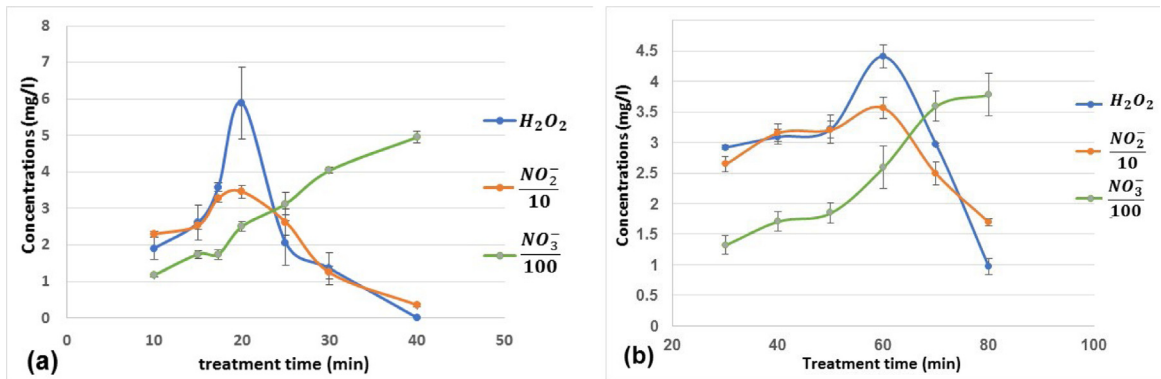 Concentrations (mg/l)
8
7
6
5
4
3
2
1
0
0
10
20
30
40
50
treatment time (min)
(a)
H₂O₂
NO₂⁻
10
NO₃⁻
100
Concentrations (mg/l)
4.5
4
3.5
3
2.5
2
1.5
1
0.5
0
20
40
60
80
100
Treatment time (min)
(b)
H₂O₂
NO₂⁻
10
NO₃⁻
100